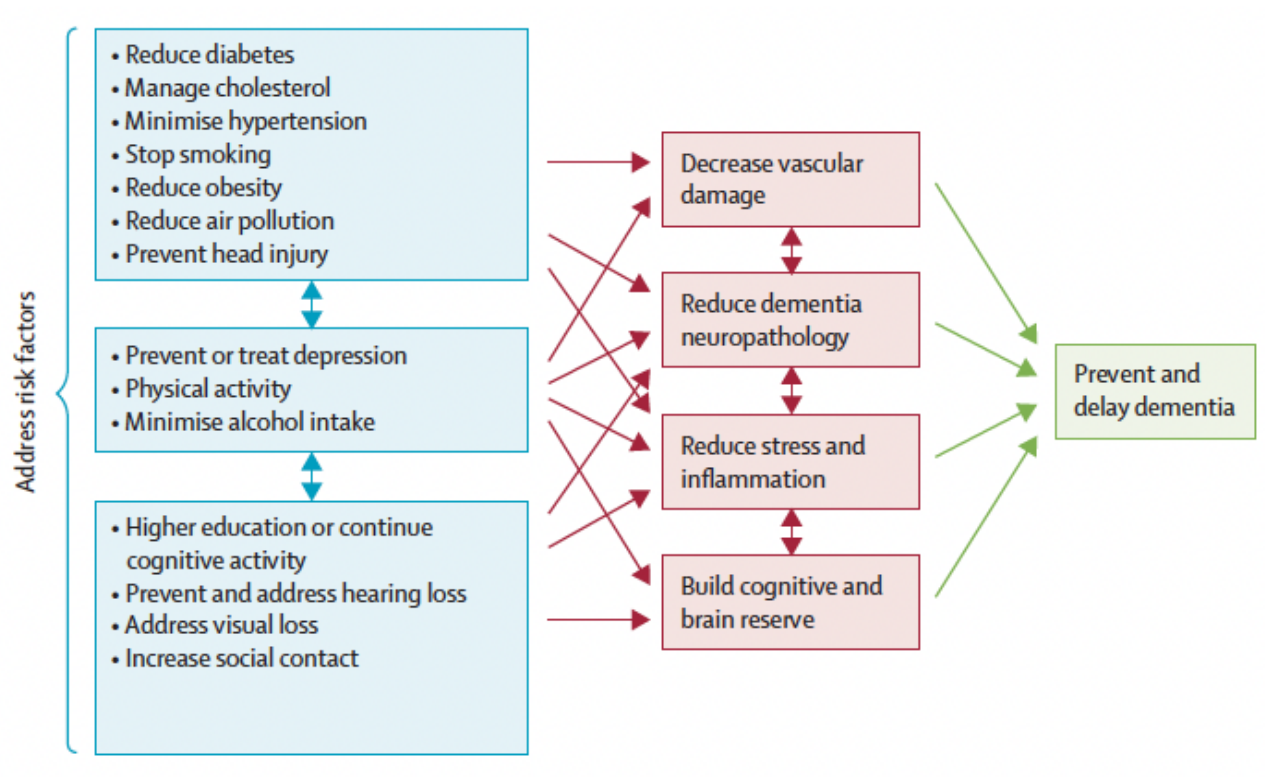 Address risk factors
• Reduce diabetes
• Manage cholesterol
• Minimise hypertension
• Stop smoking
• Reduce obesity
• Reduce air pollution
• Prevent head injury
• Prevent or treat depression
• Physical activity
• Minimise alcohol intake
• Higher education or continue
cognitive activity
• Prevent and address hearing loss
• Address visual loss
• Increase social contact
Decrease vascular
damage
Reduce dementia
neuropathology
Reduce stress and
inflammation
Build cognitive and
brain reserve
Prevent and
delay dementia